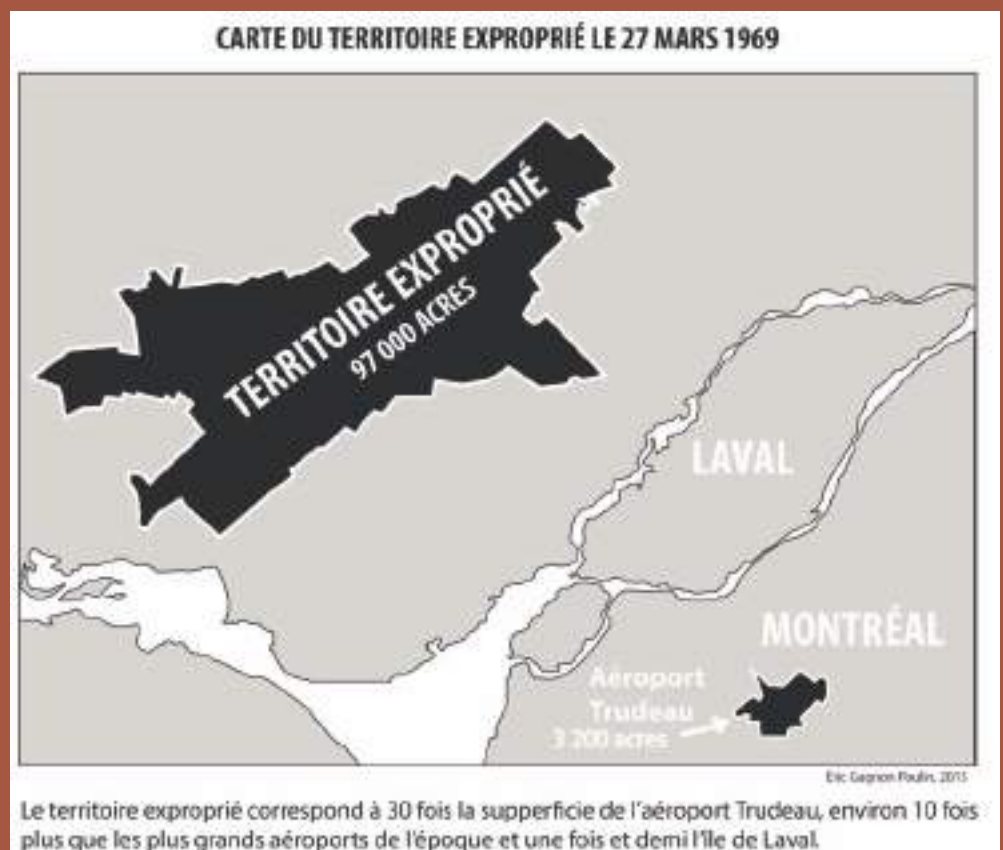 CARTE DU TERRITOIRE EXPROPRIÉ LE 27 MARS 1969
TERRITOIRE EXPROPRIÉ
97 000 ACRES
LAVAL
MONTRÉAL
Aéroport
Trudeau
3 200 acres
Eric Gagnon Poulin, 2015
Le territoire exproprié correspond à 30 fois la supperficie de l'aéroport Trudeau, environ 10 fois
plus que les plus grands aéroports de l'époque et une fois et demi l'île de Laval.